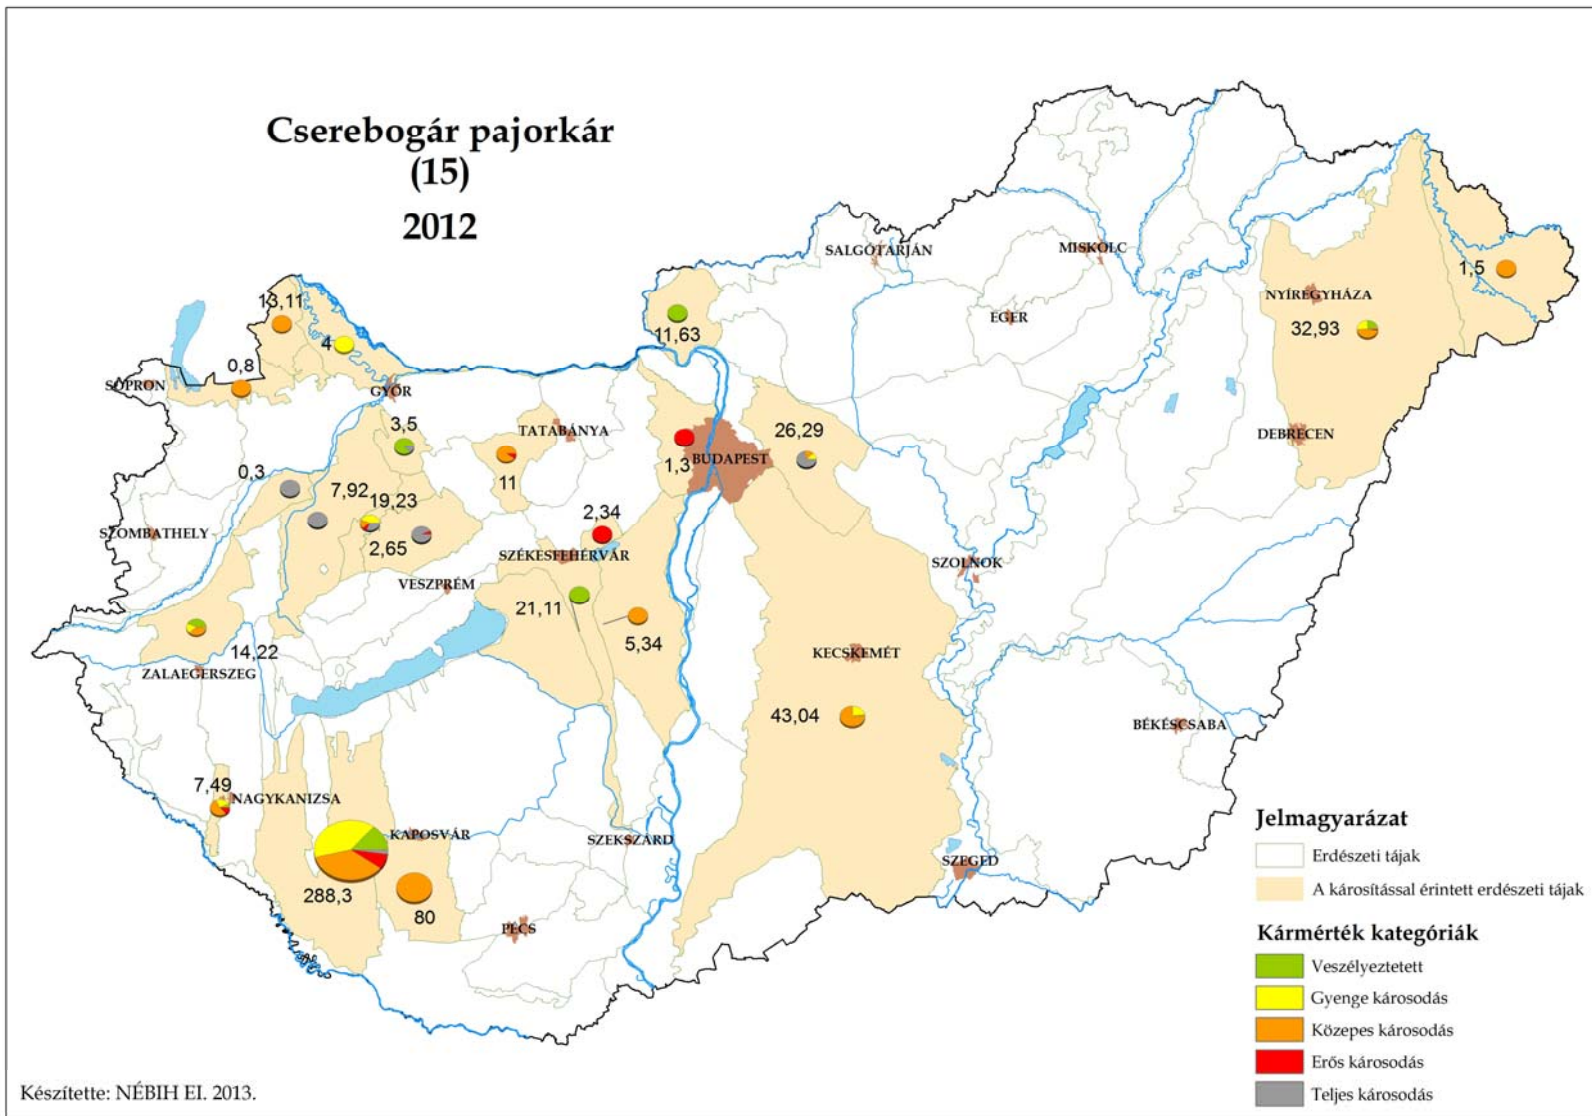 Cserebogár pajorkár
(15)
2012
SALGÓTARJÁN
MISKOLC
EGER
NYÍREGYHÁZA
1,5
32,93
13,11
4
11,63
0,8
SOPRON
GYŐR
3,5
TATABÁNYA
BUDAPEST
1,3
26,29
DEBRECEN
0,3
7,92
19,23
11
2,34
SZOMBATHELY
2,65
SZÉKESFEHÉRVÁR
SZOLNOK
VESZPRÉM
21,11
5,34
14,22
ZALAEGERSZEG
KECSKEMÉT
43,04
BÉKÉSCSABA
7,49
NAGYKANIZSA
KAPOSVÁR
SZEKSZÁRD
SZEGED
288,3
80
PÉCS
Jelmagyarázat
Erdészeti tájak
A károsítással érintett erdészeti tájak
Kármérték kategóriák
Veszélyeztetett
Gyenge károsodás
Közepes károsodás
Erős károsodás
Teljes károsodás
Készítette: NÉBIH EI. 2013.